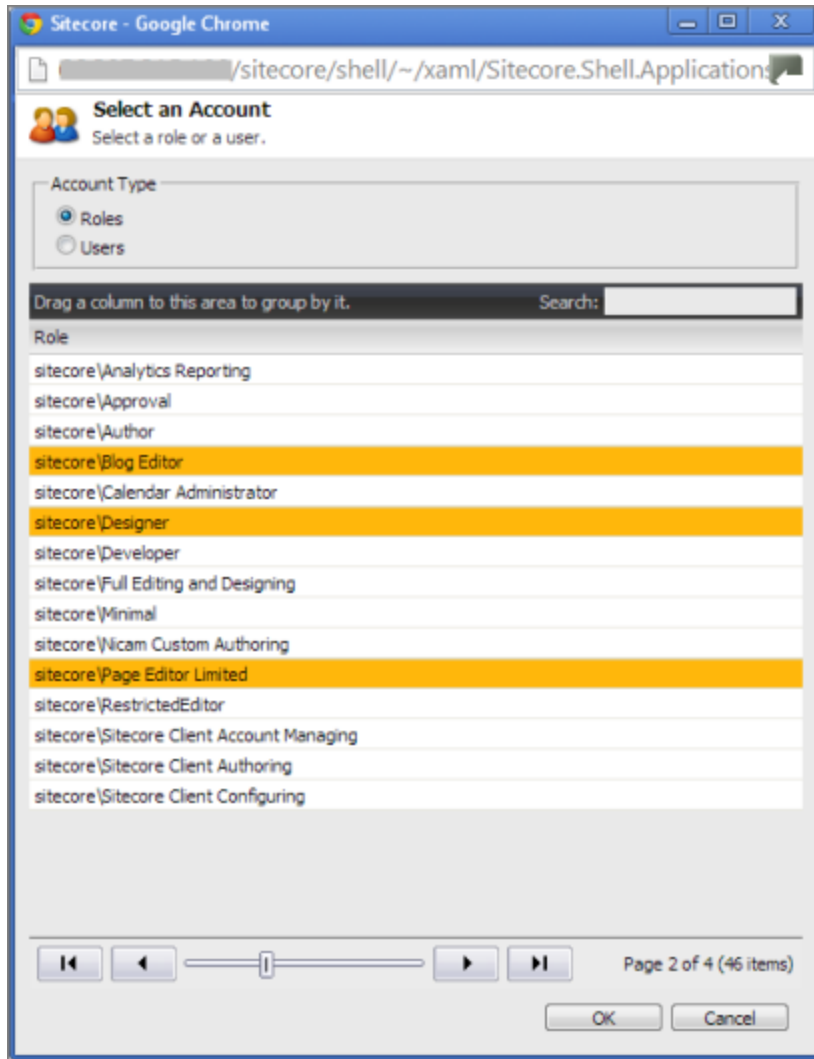 Sitecore - Google Chrome
/sitecore/shell/~/xaml/Sitecore.Shell.Applications
Select an Account
Select a role or a user.
Account Type
Roles
Users
Drag a column to this area to group by it. Search:
Role
sitecore\Analytics Reporting
sitecore\Approval
sitecore\Author
sitecore\Blog Editor
sitecore\Calendar Administrator
sitecore\Designer
sitecore\Developer
sitecore\Full Editing and Designing
sitecore\Minimal
sitecore\Nicam Custom Authoring
sitecore\Page Editor Limited
sitecore\RestrictedEditor
sitecore\Sitecore Client Account Managing
sitecore\Sitecore Client Authoring
sitecore\Sitecore Client Configuring
Page 2 of 4 (46 items)
OK Cancel